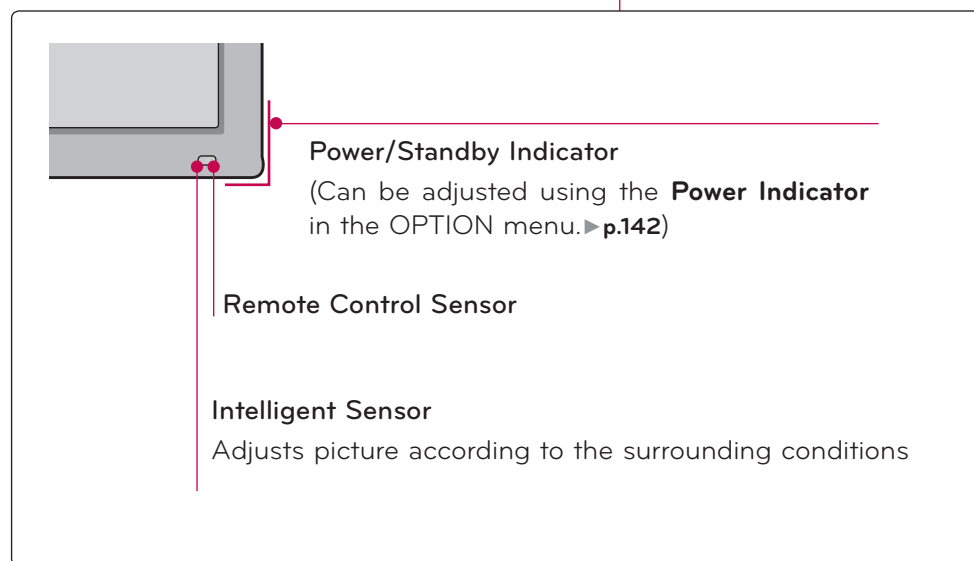 Power/Standby Indicator
(Can be adjusted using the Power Indicator
in the OPTION menu.►p.142)
Remote Control Sensor
Intelligent Sensor
Adjusts picture according to the surrounding conditions